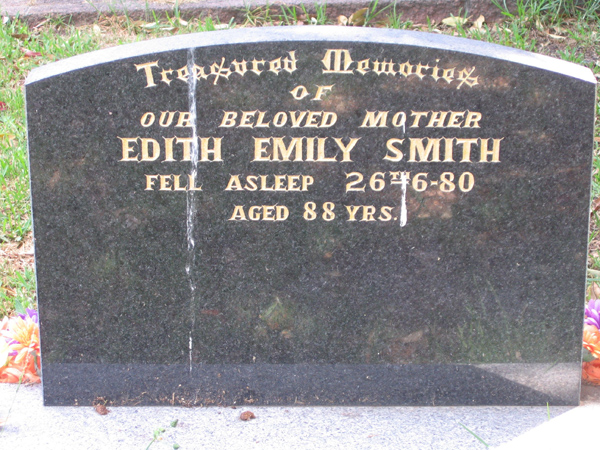 Treasured Memories
OF
OUR BELOVED MOTHER
EDITH EMILY SMITH
FELL ASLEEP 26TH 6-80
AGED 88 YRS.